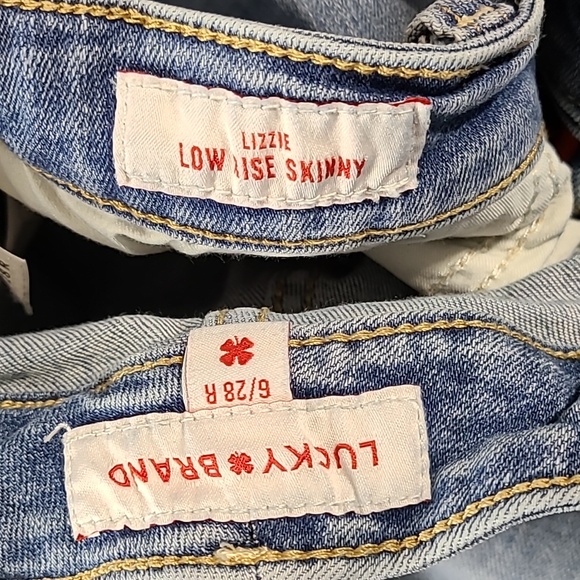 LIZZIE
LOW RISE SKINNY
6/28 R
LUCKY BRAND